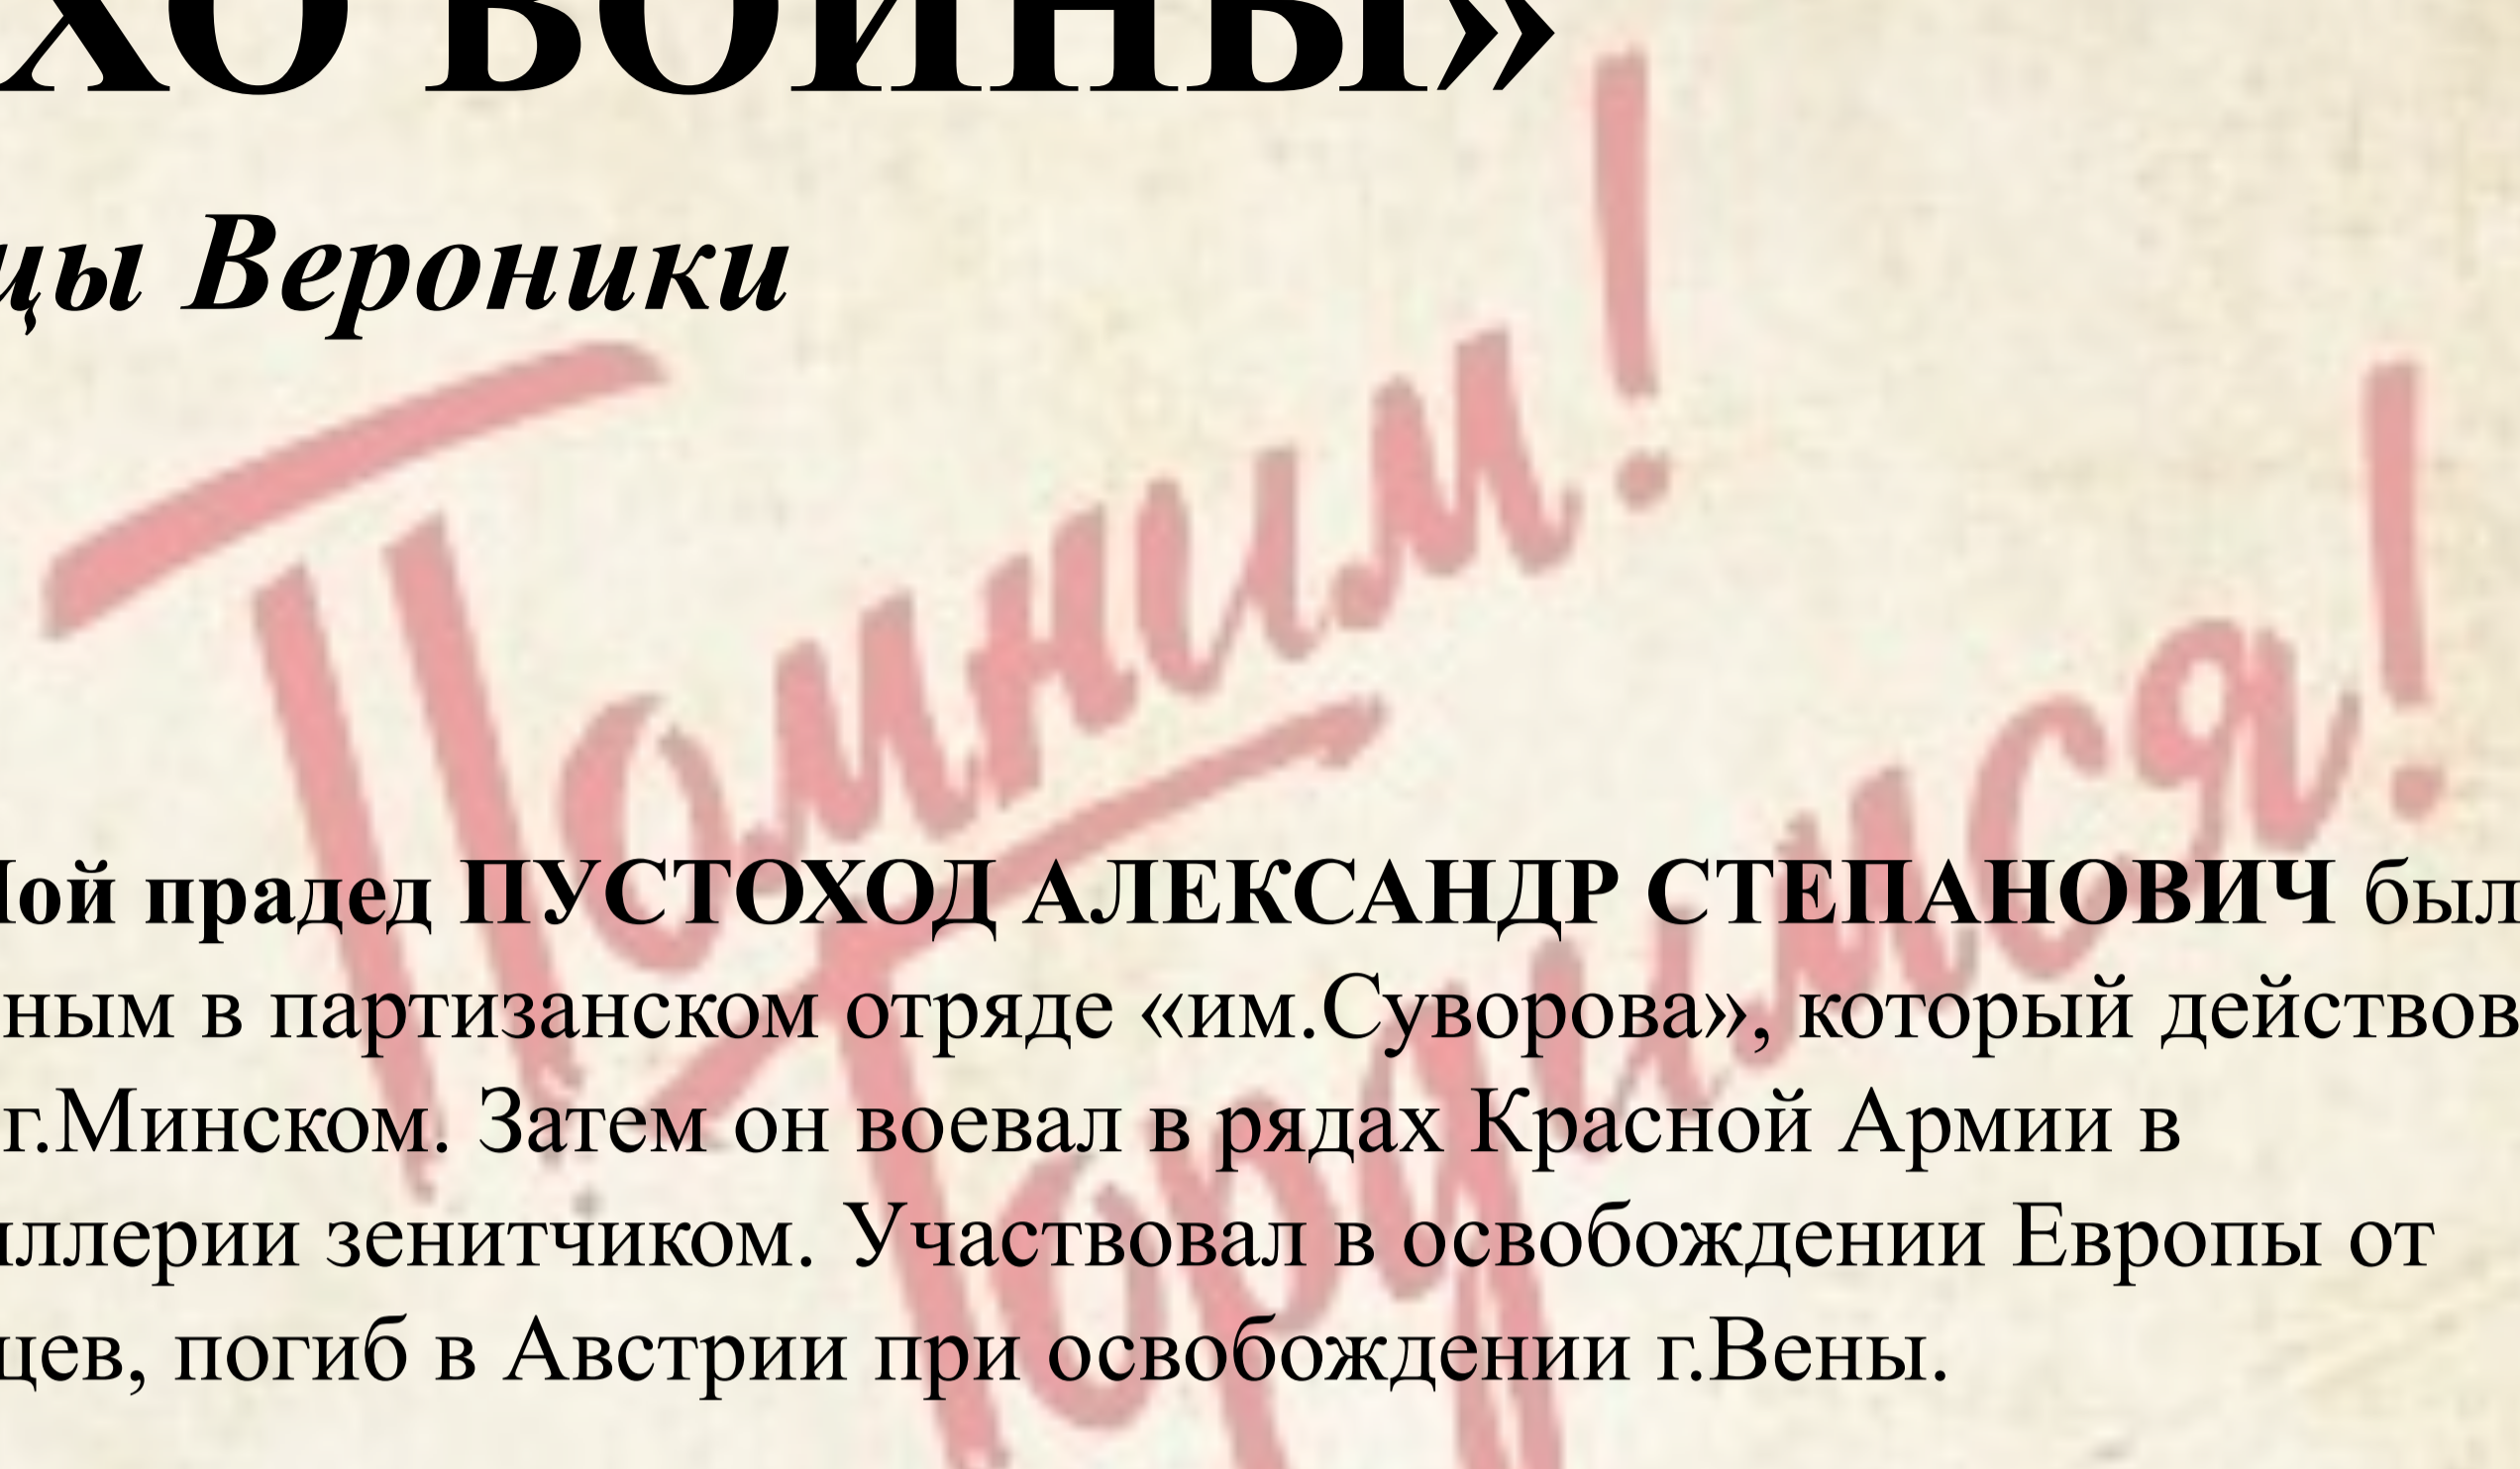 ХО ВОЙНЫ»
цы Вероники
Помним!
Гордимся!
Мой прадед ПУСТОХОД АЛЕКСАНДР СТЕПАНОВИЧ был
ным в партизанском отряде «им.Суворова», который действов
г.Минском. Затем он воевал в рядах Красной Армии в
иллерии зенитчиком. Участвовал в освобождении Европы от
цев, погиб в Австрии при освобождении г.Вены.